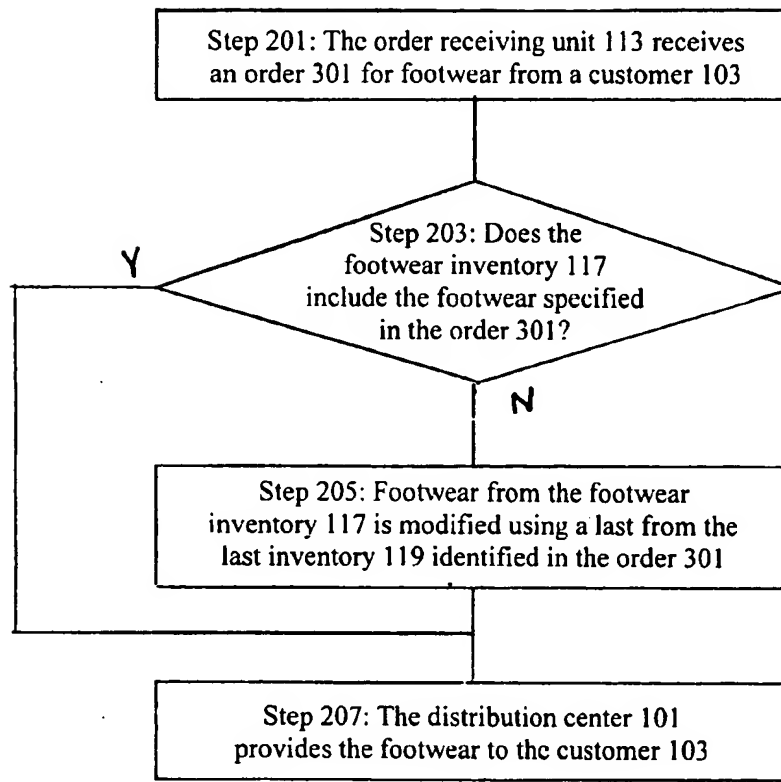 Step 201: The order receiving unit 113 receives
an order 301 for footwear from a customer 103
Step 203: Does the
footwear inventory 117
include the footwear specified
in the order 301?
Y
N
Step 205: Footwear from the footwear
inventory 117 is modified using a last from the
last inventory 119 identified in the order 301
Step 207: The distribution center 101
provides the footwear to the customer 103